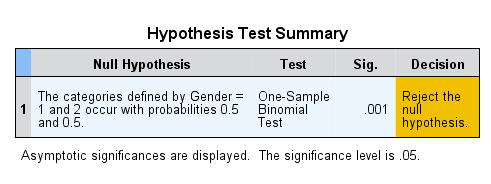 Hypothesis Test Summary
Null Hypothesis Test Sig. Decision
1 The categories defined by Gender = 1 and 2 occur with probabilities 0.5 and 0.5. One-Sample Binomial Test .001 Reject the null hypothesis.
Asymptotic significances are displayed. The significance level is .05.